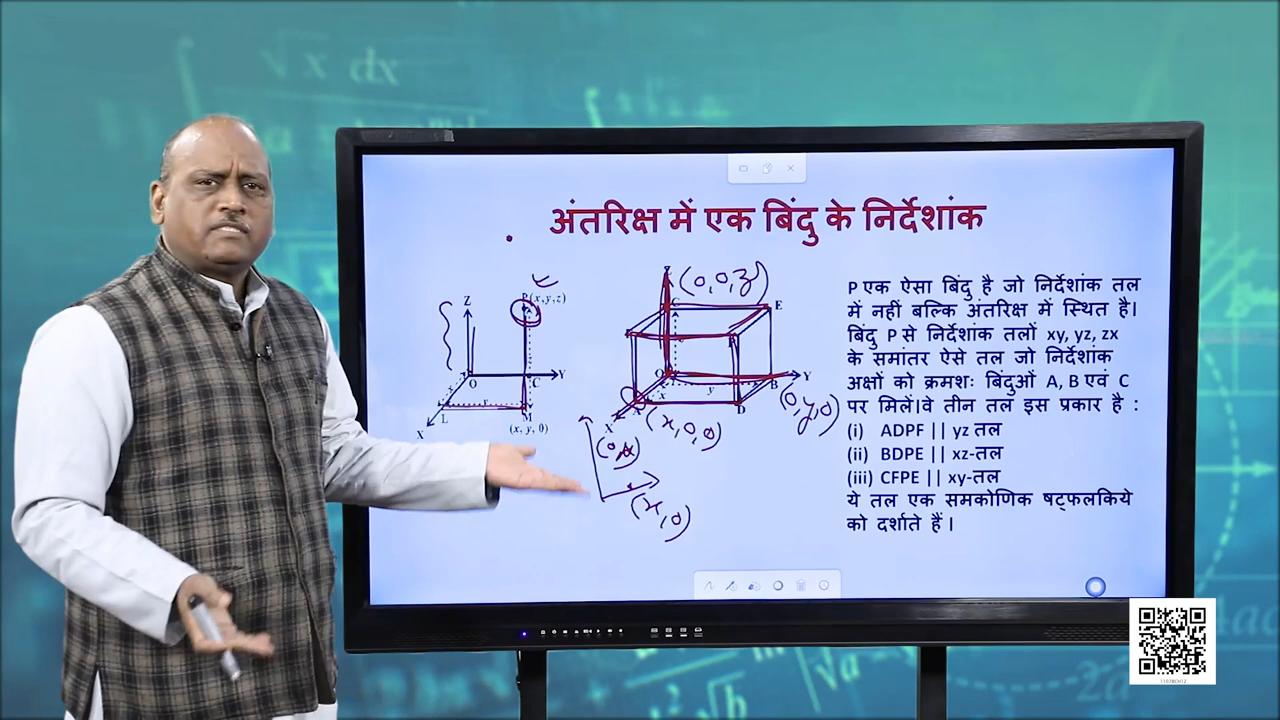 अंतरिक्ष में एक बिंदु के निर्देशांक
P एक ऐसा बिंदु है जो निर्देशांक तल
में नहीं बल्कि अंतरिक्ष में स्थित है।
बिंदु P से निर्देशांक तलों xy, yz, zx
के समांतर ऐसे तल जो निर्देशांक
अक्षों को क्रमशः बिंदुओं A, B एवं C
पर मिलें।वे तीन तल इस प्रकार है :
(i) ADPF || yz तल
(ii) BDPE || xz-तल
(iii) CFPE || xy-तल
ये तल एक समकोणिक षट्फलकिये
को दर्शाते हैं ।
P(x,y,z)
Z
O
Y
C
L
M
X
(x, y, 0)
(0,0,z)
C
E
O
Y
B
x
y
D
X
(0,y,0)
(x,0,0)
(x,0)
√x dx
2a